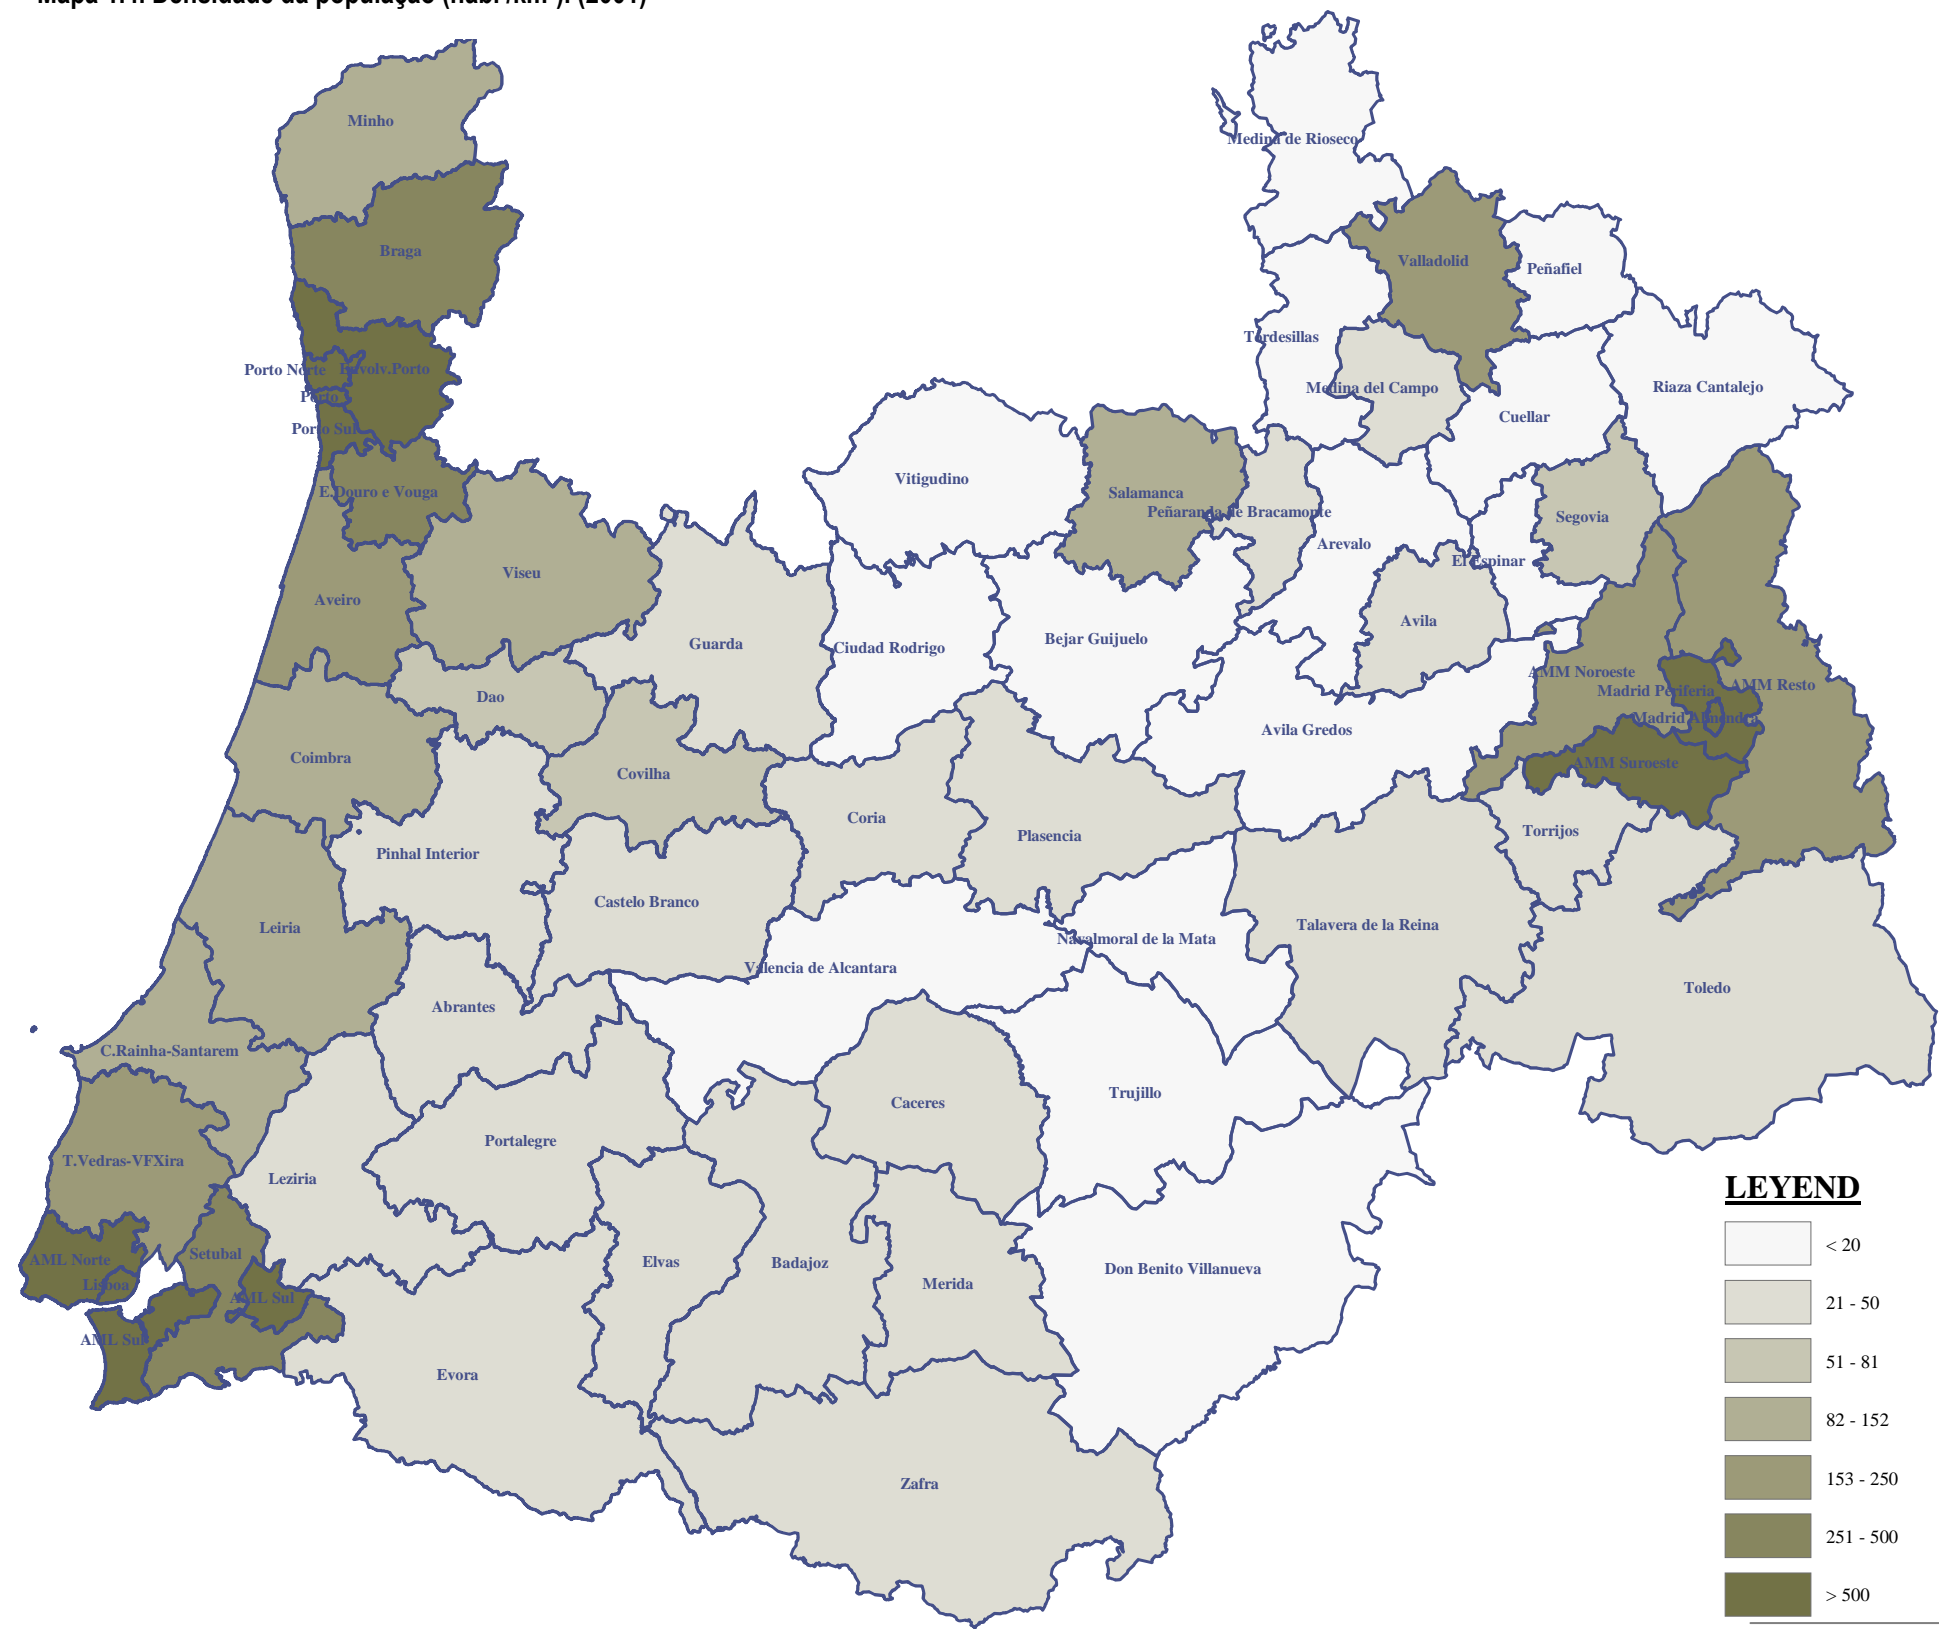 Minho
Medina de Rioseco
Braga
Valladolid
Peñafiel
Tordesillas
Porto Norte
Envolv.Porto
Medina del Campo
Riaza Cantalejo
Porto
Cuellar
Porto Sul
Vitigudino
E.Douro e Vouga
Salamanca
Peñaranda de Bracamonte
Segovia
Arevalo
El Espinar
Viseu
Aveiro
Avila
Guarda
Ciudad Rodrigo
Bejar Guijuelo
AMM Noroeste
Madrid Periferia
AMM Resto
Dao
Madrid Almendra
Avila Gredos
Coimbra
Covilha
AMM Suroeste
Coria
Plasencia
Torrijos
Pinhal Interior
Castelo Branco
Leiria
Talavera de la Reina
Navalmoral de la Mata
Valencia de Alcantara
Toledo
Abrantes
C.Rainha-Santarem
Trujillo
Caceres
Portalegre
T.Vedras-VFXira
Leziria
LEYEND
< 20
Setubal
AML Norte
Elvas
Badajoz
Don Benito Villanueva
Lisboa
Merida
AML Sul
21 - 50
AML Sul
51 - 81
Evora
82 - 152
153 - 250
Zafra
251 - 500
> 500